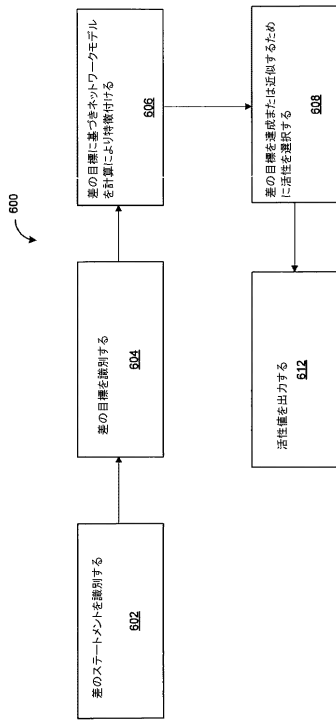 600
差のステートメントを識別する
602
差の目標を識別する
604
差の目標に基づきネットワークモデル
を計算により特徴付ける
606
差の目標を達成または近似するため
に活性を選択する
608
活性値を出力する
612